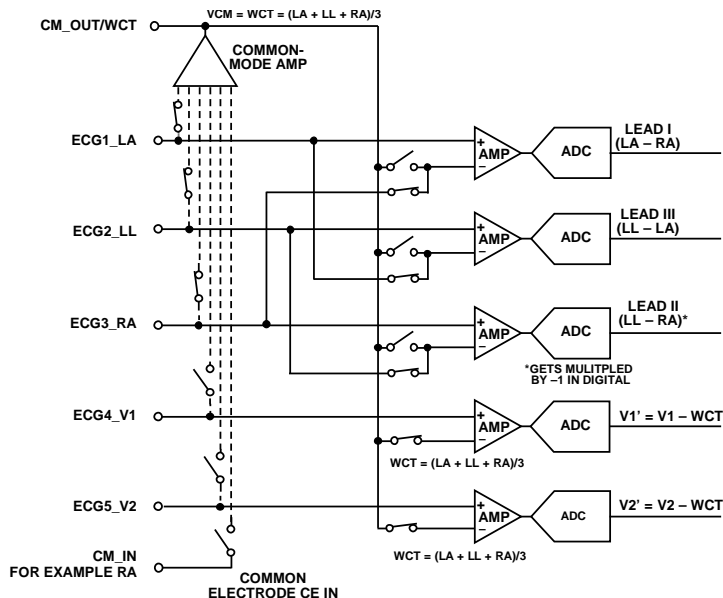 CM_OUT/WCT
VCM = WCT = (LA + LL + RA)/3
COMMON-
MODE AMP
ECG1_LA
+
AMP
–
ADC
LEAD I
(LA – RA)
ECG2_LL
+
AMP
–
ADC
LEAD III
(LL – LA)
ECG3_RA
+
AMP
–
ADC
LEAD II
(LL – RA)*
*GETS MULITPLED
BY –1 IN DIGITAL
ECG4_V1
+
AMP
–
ADC
V1' = V1 – WCT
WCT = (LA + LL + RA)/3
ECG5_V2
+
AMP
–
ADC
V2' = V2 – WCT
WCT = (LA + LL + RA)/3
CM_IN
FOR EXAMPLE RA
COMMON
ELECTRODE CE IN